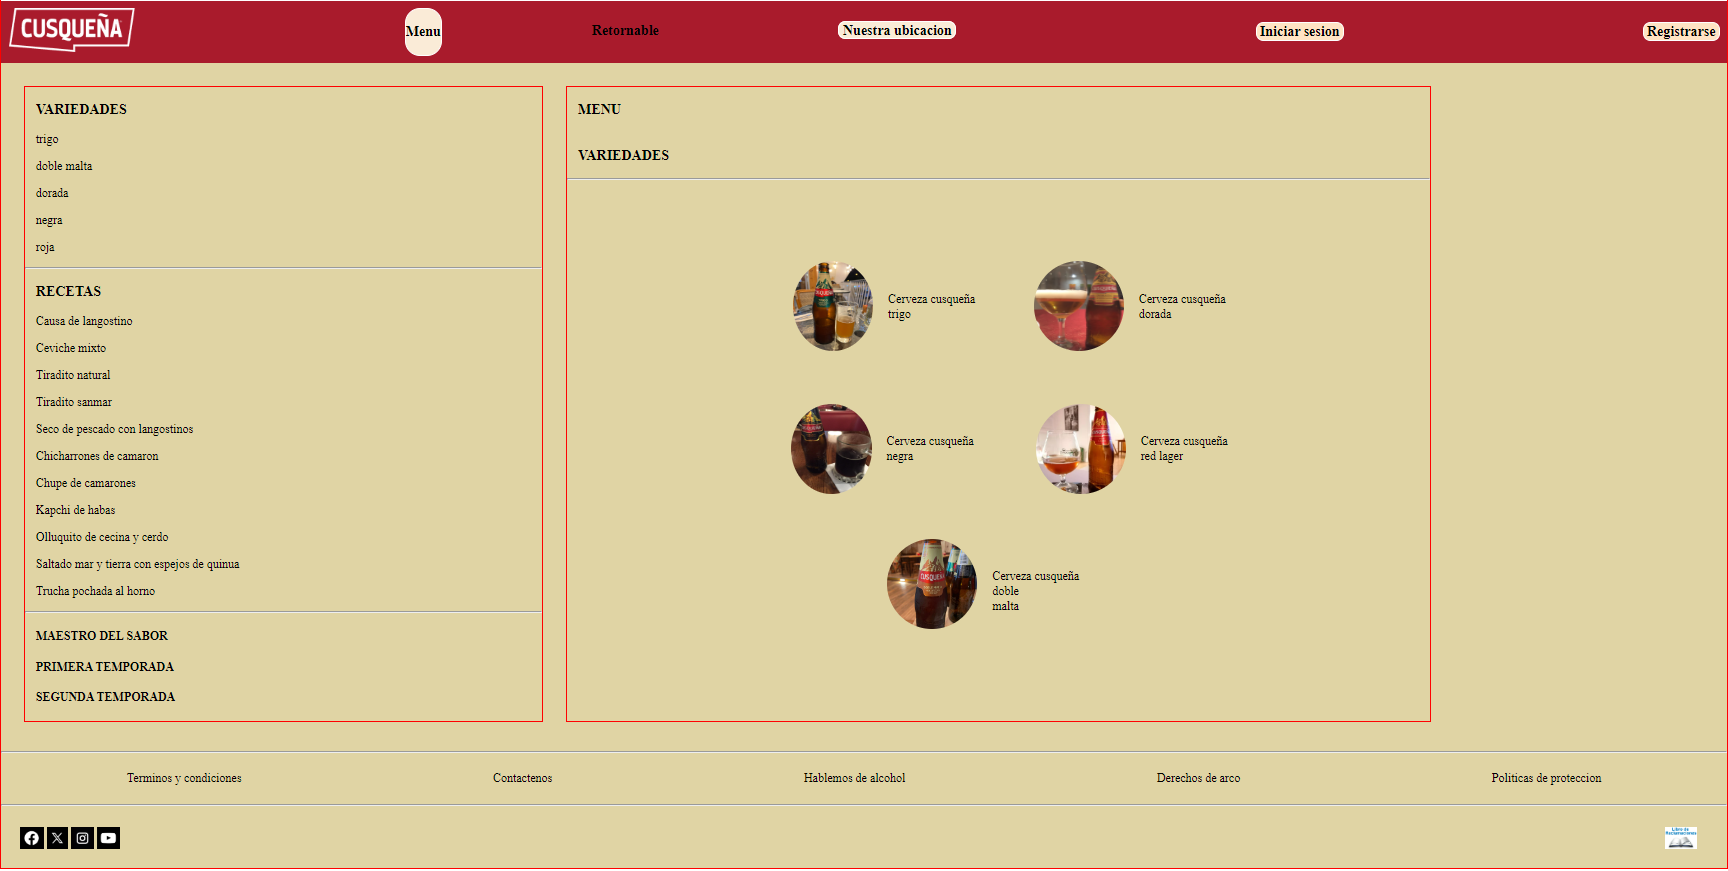 CUSQUEÑA
Menu
Retornable
Nuestra ubicacion
Iniciar sesion
Registrarse
VARIEDADES
trigo
doble malta
dorada
negra
roja
RECETAS
Causa de langostino
Ceviche mixto
Tiradito natural
Tiradito sanmar
Seco de pescado con langostinos
Chicharrones de camaron
Chupe de camarones
Kapchi de habas
Olluquito de cecina y cerdo
Saltado mar y tierra con espejos de quinua
Trucha pochada al horno
MAESTRO DEL SABOR
PRIMERA TEMPORADA
SEGUNDA TEMPORADA
MENU
VARIEDADES
Cerveza cusqueña
trigo
Cerveza cusqueña
dorada
Cerveza cusqueña
negra
Cerveza cusqueña
red lager
CUSQUEÑA
Cerveza cusqueña
doble
malta
Terminos y condiciones
Contactenos
Hablemos de alcohol
Derechos de arco
Politicas de proteccion
Libro de
Reclamaciones